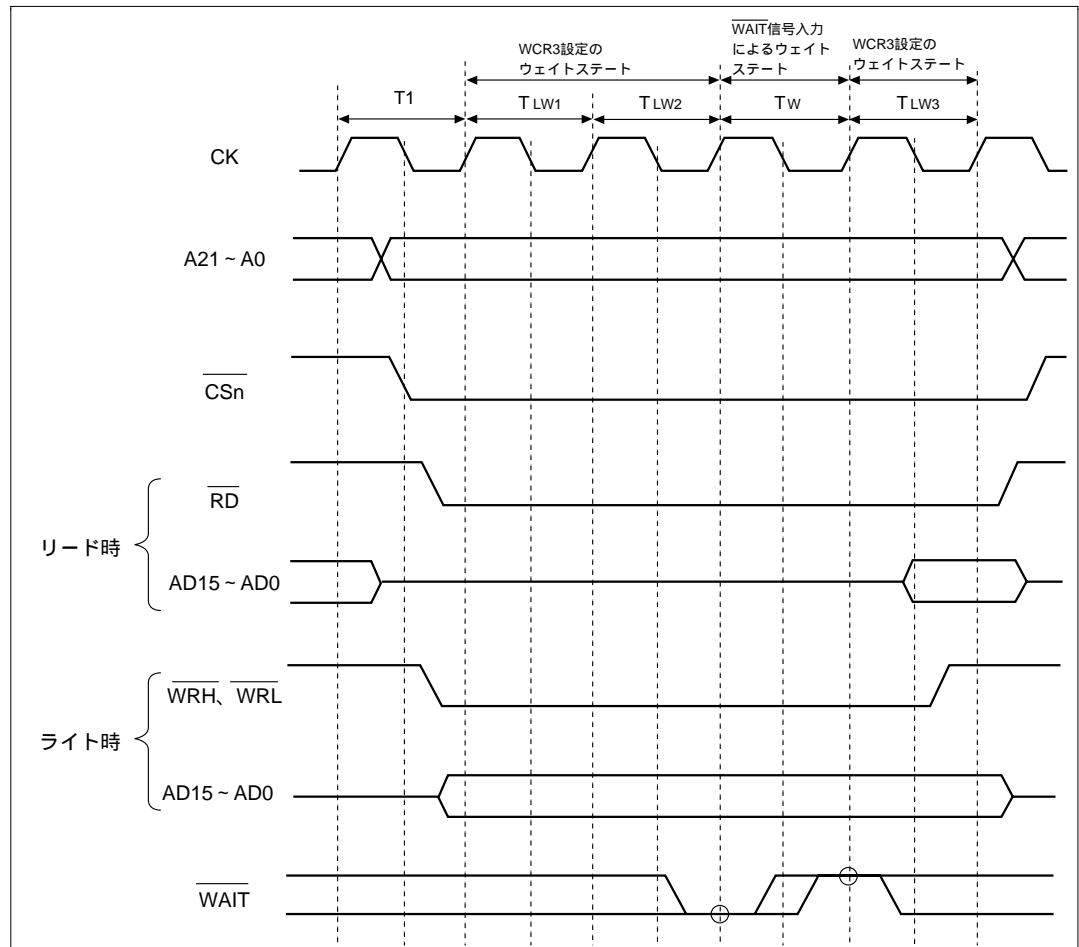 WCR3設定の
ウェイトステート
WAIT信号入力
によるウェイト
ステート
WCR3設定の
ウェイトステート
T1
TLW1
TLW2
TW
TLW3
CK
A21 ~ A0
CSn
リード時
RD
AD15 ~ AD0
ライト時
WRH、WRL
AD15 ~ AD0
WAIT